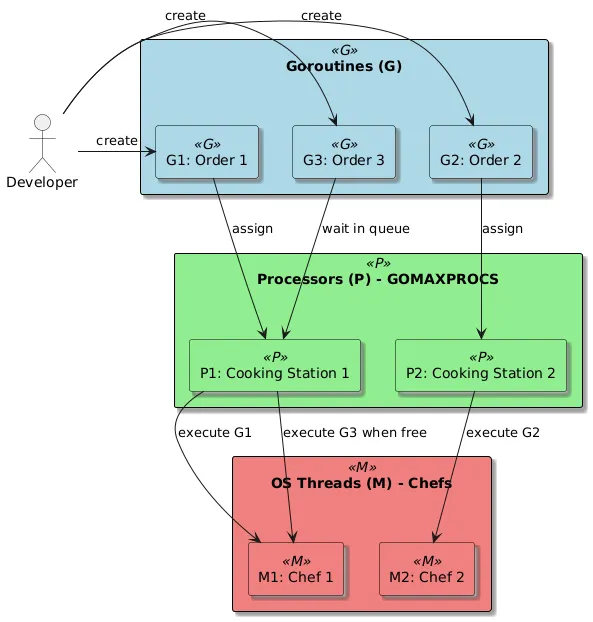 create
create
«G»
Goroutines (G)
Developer
create
«G»
G1: Order 1
«G»
G3: Order 3
«G»
G2: Order 2
assign
wait in queue
assign
«P»
Processors (P) - GOMAXPROCS
«P»
P1: Cooking Station 1
«P»
P2: Cooking Station 2
execute G1
execute G3 when free
execute G2
«M»
OS Threads (M) - Chefs
«M»
M1: Chef 1
«M»
M2: Chef 2